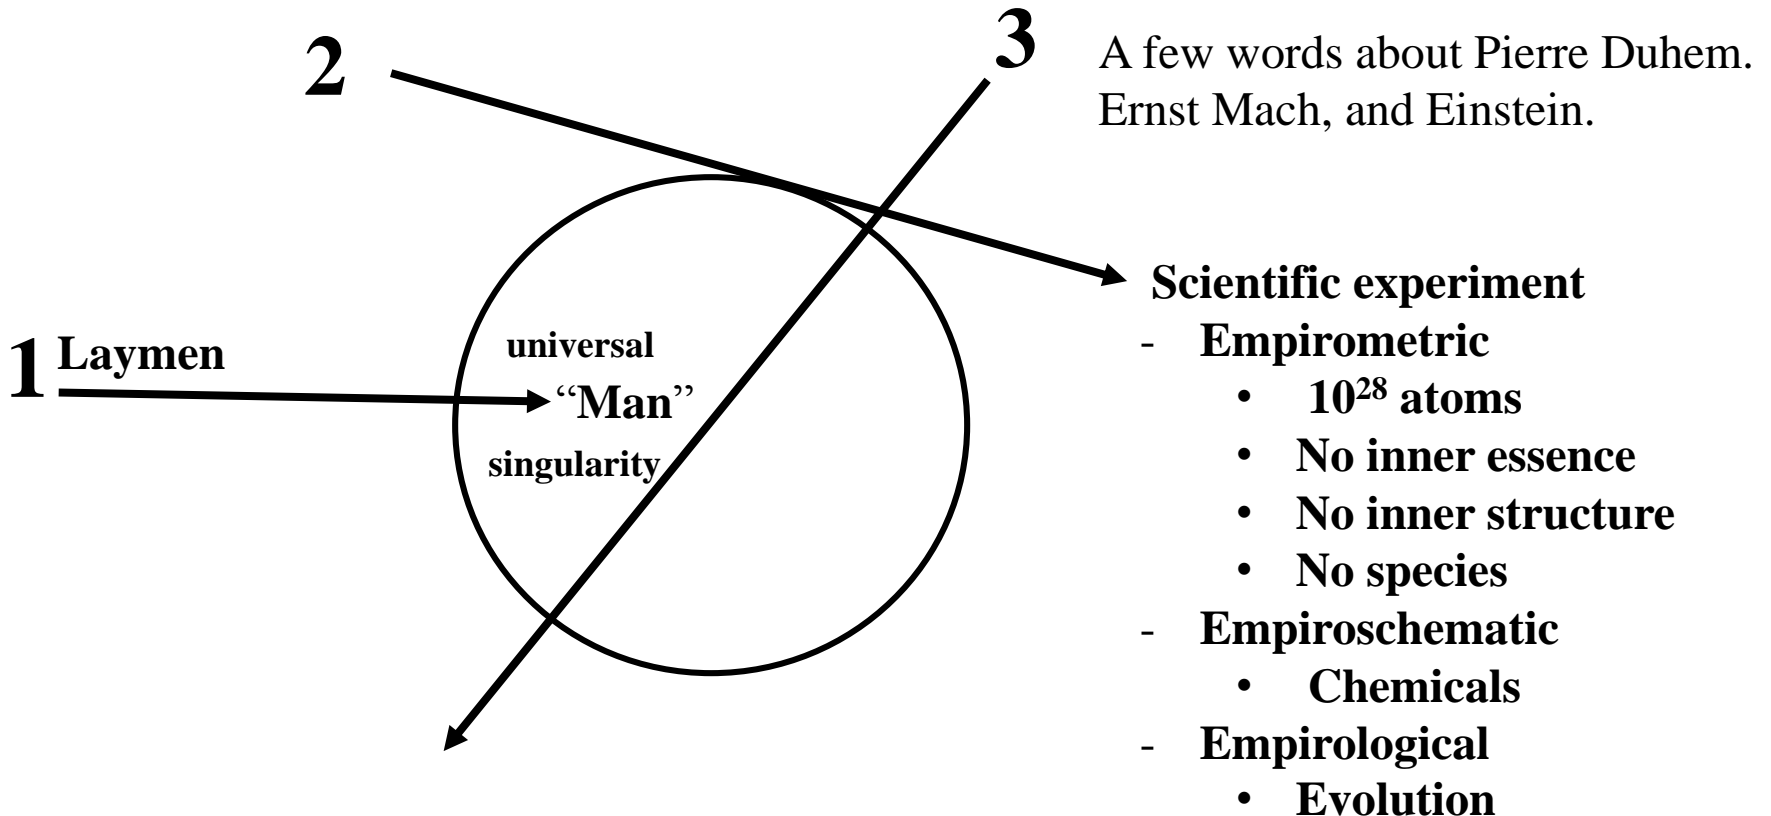 2
3
A few words about Pierre Duhem.
Ernst Mach, and Einstein.
1 Laymen
universal
“Man”
singularity
Scientific experiment
- Empirometric
• 10²⁸ atoms
• No inner essence
• No inner structure
• No species
- Empiroschematic
• Chemicals
- Empirological
• Evolution